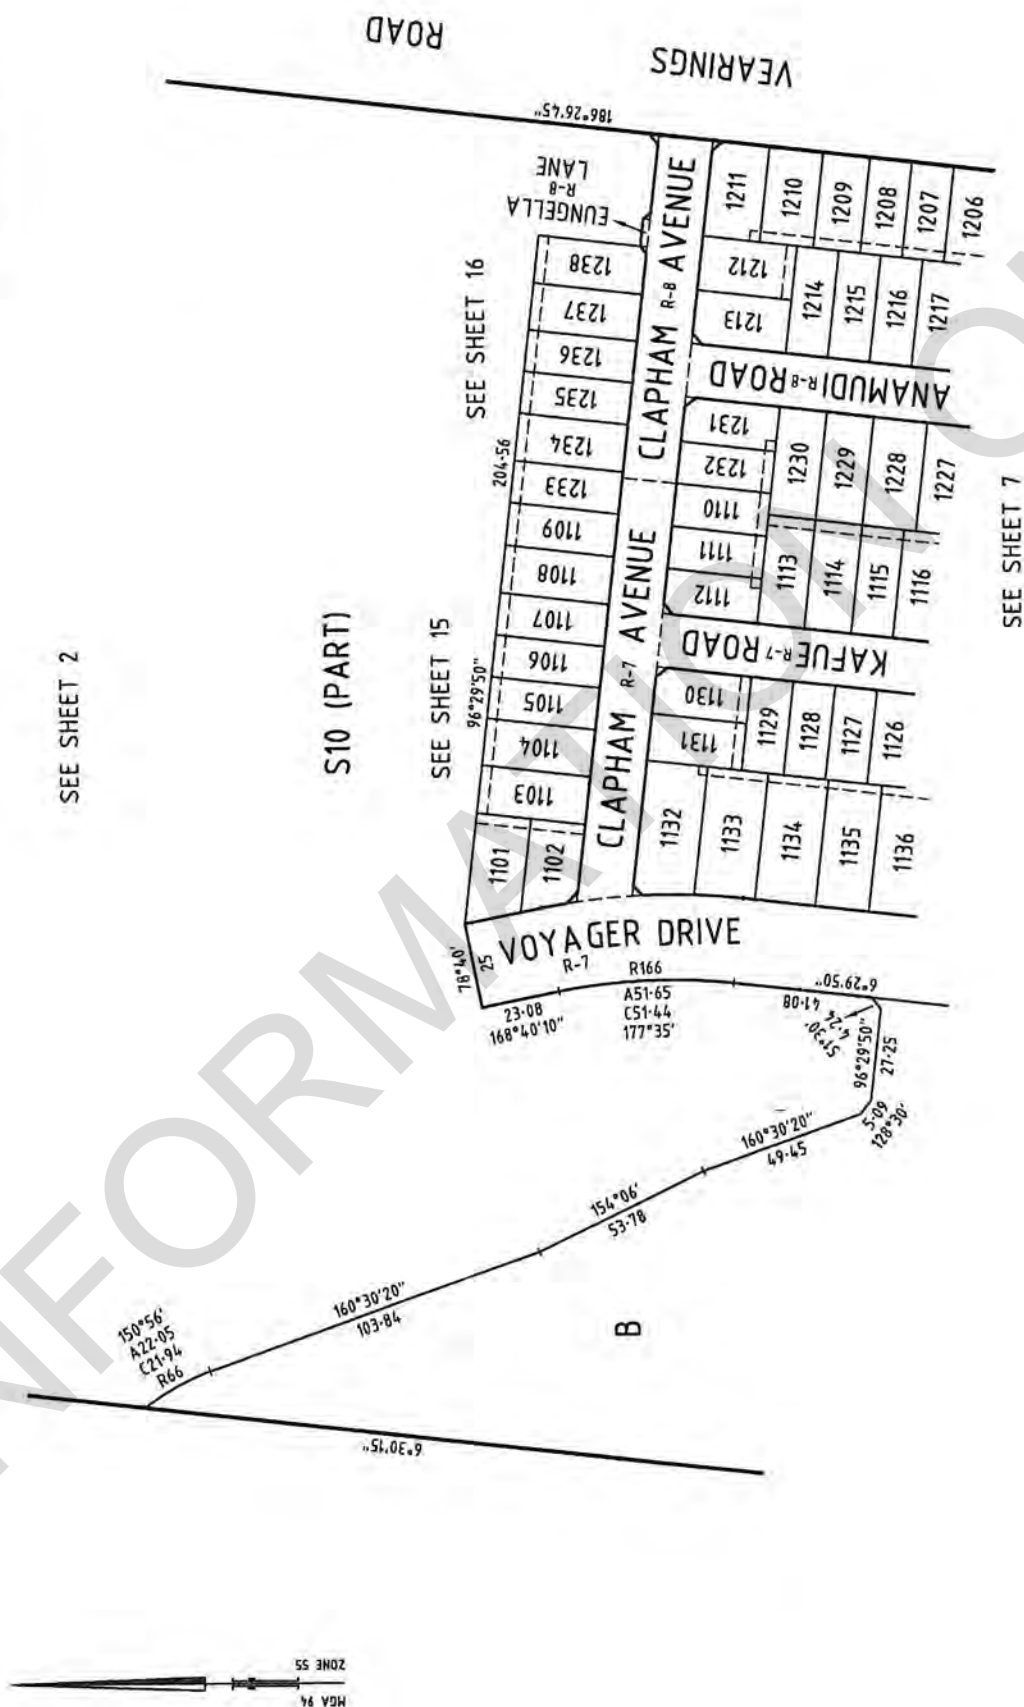 VEARINGS
ROAD
186°26'45"
EUNGELLA
R-8
LANE
SEE SHEET 16
SEE SHEET 2
S10 (PART)
SEE SHEET 15
96°29'50"
204·56
1238
1237
1236
1235
1234
1233
1109
1108
1107
1106
1105
1104
1103
1101
1102
CLAPHAM R-8 AVENUE
CLAPHAM R-7 AVENUE
1211
1210
1209
1208
1207
1206
1212
1213
1214
1215
1216
1217
ANAMUDI R-8 ROAD
1231
1232
1110
1111
1112
1230
1229
1228
1227
1113
1114
1115
1116
KAFUE R-7 ROAD
1130
1131
1129
1128
1127
1126
1132
1133
1134
1135
1136
SEE SHEET 7
VOYAGER DRIVE
R-7
78°40'
25
23·08
168°40'10"
R166
A51·65
C51·44
177°35'
6°29'50"
41·08
51°30'
4·24
96°29'50"
27·25
5·09
128°30'
160°30'20"
49·45
154°06'
53·78
160°30'20"
103·84
150°56'
A22·05
C21·94
R66
6°30'15"
B
MGA 94
ZONE 55
INFORMATION O